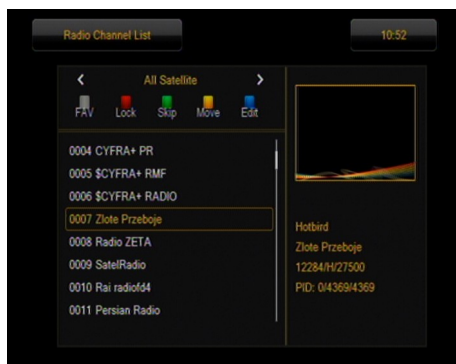 Radio Channel List
10:52
All Satellite
FAV Lock Skip Move Edit
0004 CYFRA+ PR
0005 $CYFRA+ RMF
0006 $CYFRA+ RADIO
0007 Zlote Przeboje
0008 Radio ZETA
0009 SatelRadio
0010 Rai radiofd4
0011 Persian Radio
Hotbird
Zlote Przeboje
12284/H/27500
PID: 0/4369/4369